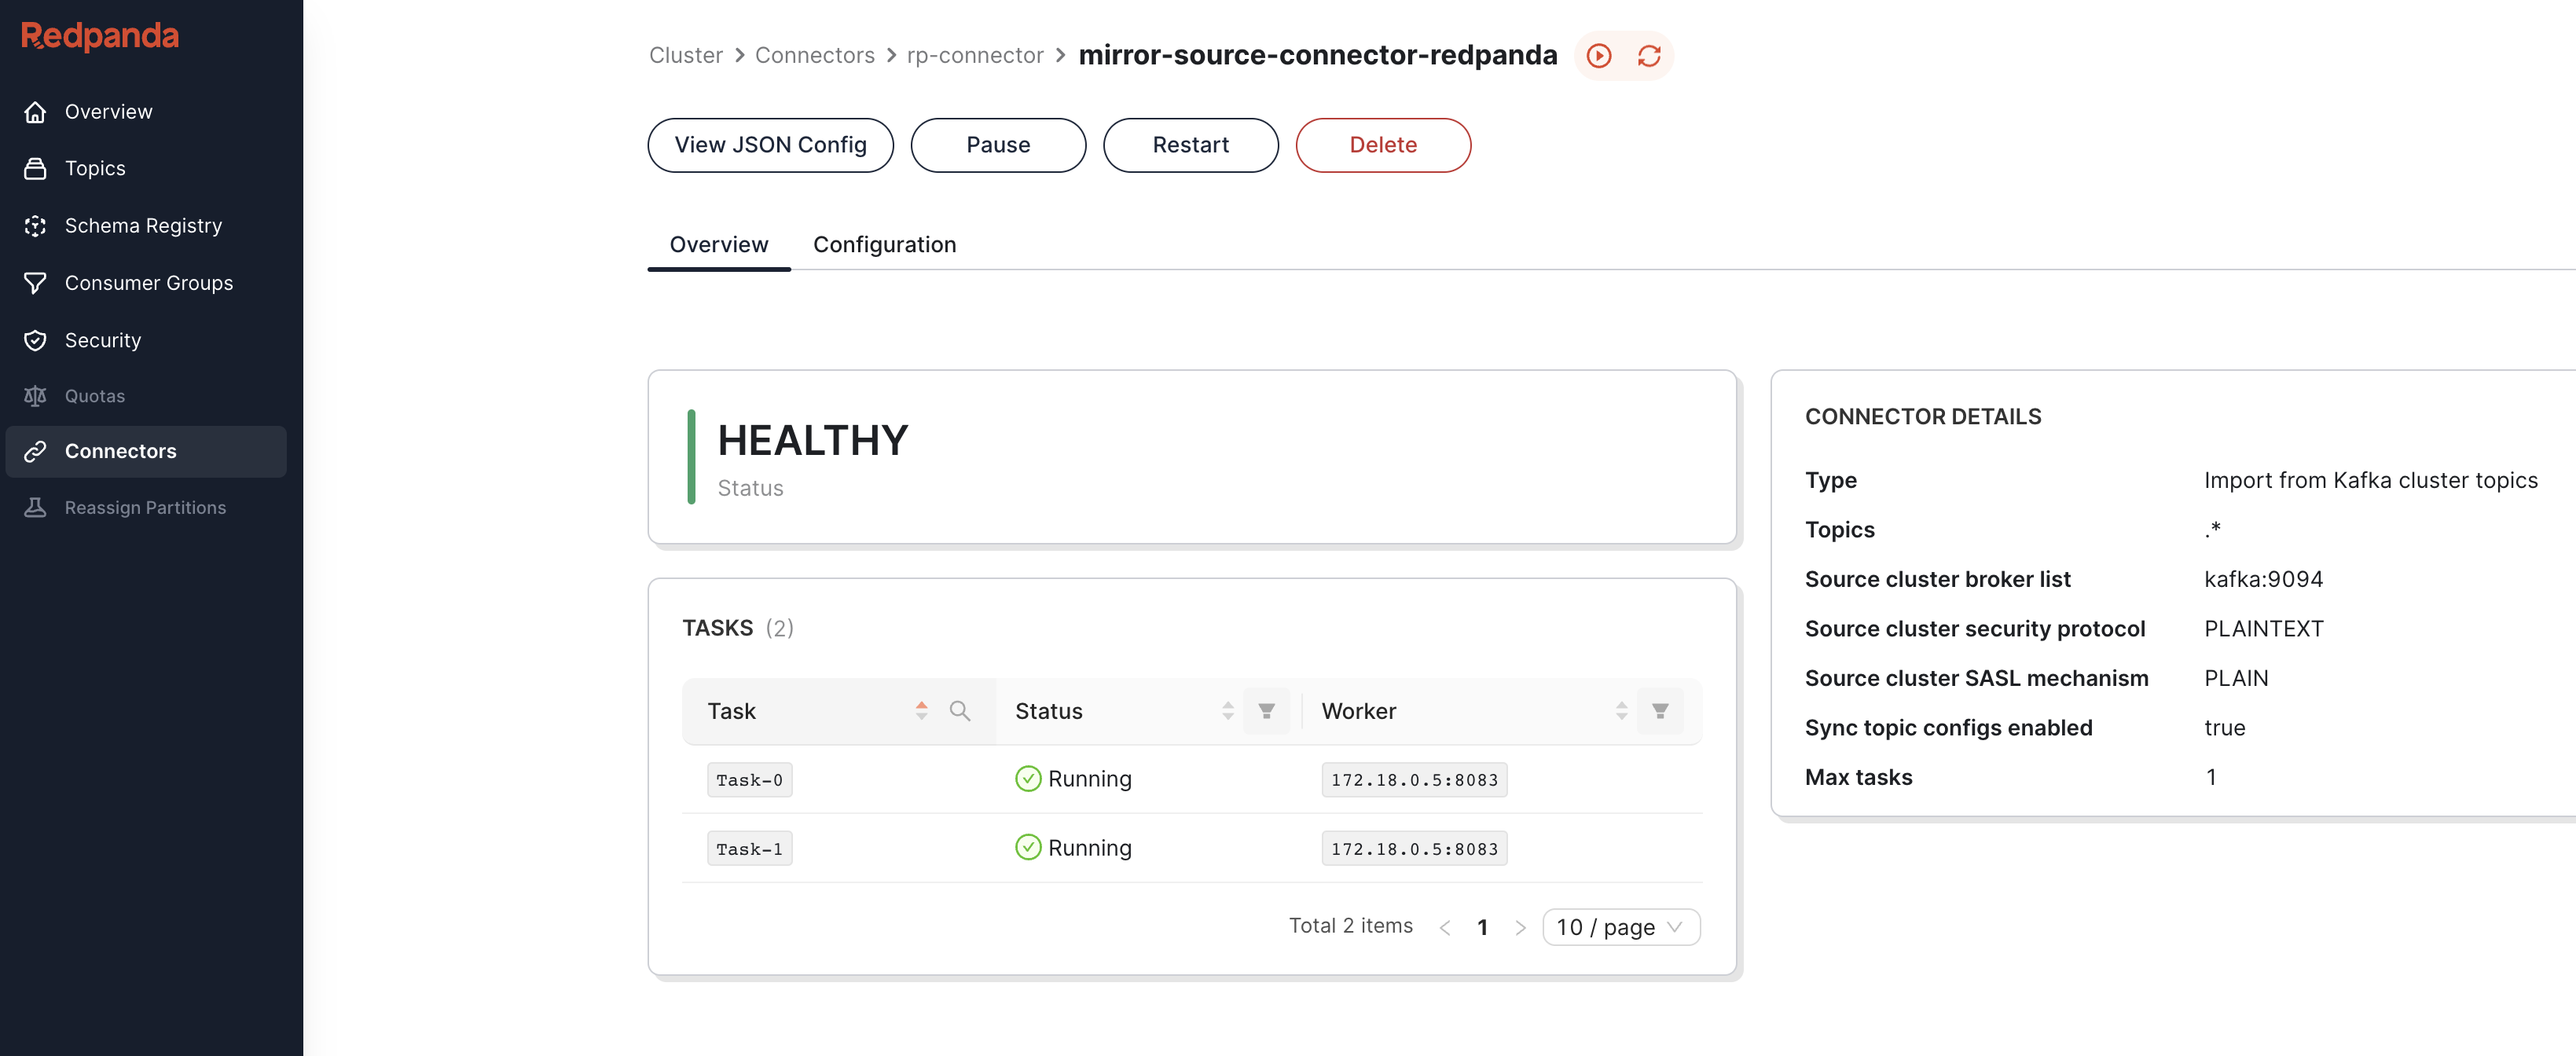 Redpanda
Overview
Topics
Schema Registry
Consumer Groups
Security
Quotas
Connectors
Reassign Partitions
Cluster > Connectors > rp-connector > mirror-source-connector-redpanda
View JSON Config Pause Restart Delete
Overview Configuration
HEALTHY
Status
TASKS (2)
Task Status Worker
Task-0 Running 172.18.0.5:8083
Task-1 Running 172.18.0.5:8083
Total 2 items < 1 > 10 / page
CONNECTOR DETAILS
Type Import from Kafka cluster topics
Topics .*
Source cluster broker list kafka:9094
Source cluster security protocol PLAINTEXT
Source cluster SASL mechanism PLAIN
Sync topic configs enabled true
Max tasks 1